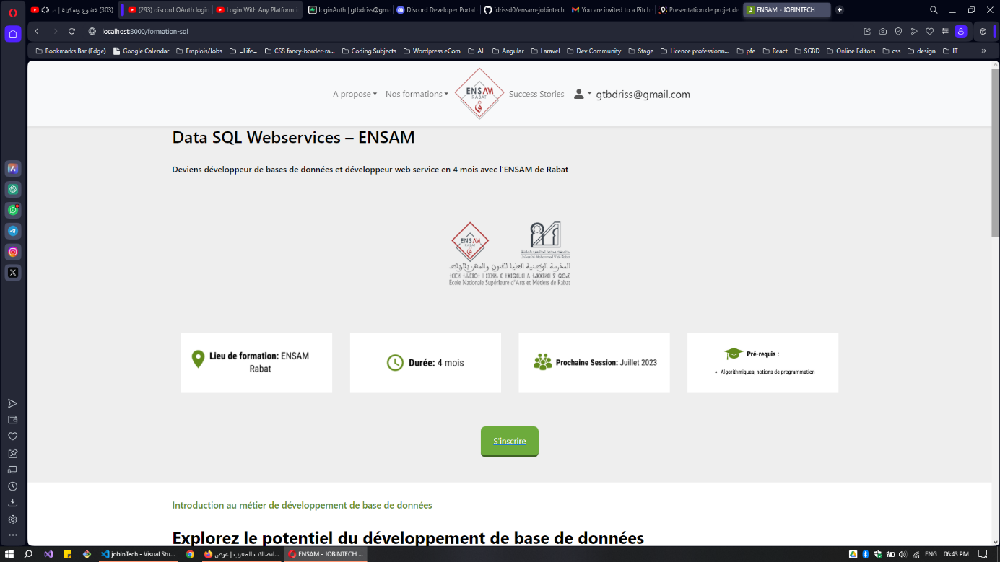 (303) خشوع وسكينة
(293) discord OAuth login
Login With Any Platform
loginAuth | gtbdriss@gm
Discord Developer Portal
idrissd0/ensam-jobintech
You are invited to a Pitch
Presentation de projet de
ENSAM - JOBINTECH
localhost:3000/formation-sql
Bookmarks Bar (Edge)
Google Calendar
Emplois/Jobs
=Life=
CSS fancy-border-ra...
Coding Subjects
Wordpress eCom
AI
Angular
Laravel
Dev Community
Stage
Licence professionn...
pfe
React
SGBD
Online Editors
css
design
IT
A propose
Nos formations
ENSAM
RABAT
Success Stories
gtbdriss@gmail.com
Data SQL Webservices – ENSAM
Deviens développeur de bases de données et développeur web service en 4 mois avec l’ENSAM de Rabat
ENSAM
RABAT
Université Mohammed V de Rabat
المدرسة الوطنية العليا للفنون والمهن بالرباط
Ecole Nationale Supérieure d'Arts et Métiers de Rabat
Lieu de formation: ENSAM
Rabat
Durée: 4 mois
Prochaine Session: Juillet 2023
Pré-requis :
• Algorithmiques, notions de programmation
S'inscrire
Introduction au métier de développement de base de données
Explorez le potentiel du développement de base de données
jobInTech - Visual Stu...
اتصالات المغرب | عرض...
ENSAM - JOBINTECH ...
ENG
06:43 PM